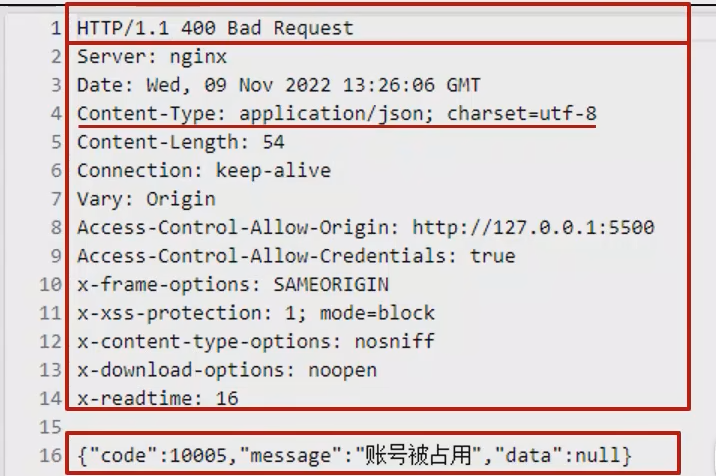 1 HTTP/1.1 400 Bad Request
2 Server: nginx
3 Date: Wed, 09 Nov 2022 13:26:06 GMT
4 Content-Type: application/json; charset=utf-8
5 Content-Length: 54
6 Connection: keep-alive
7 Vary: Origin
8 Access-Control-Allow-Origin: http://127.0.0.1:5500
9 Access-Control-Allow-Credentials: true
10 x-frame-options: SAMEORIGIN
11 x-xss-protection: 1; mode=block
12 x-content-type-options: nosniff
13 x-download-options: noopen
14 x-readtime: 16
15
16 {"code":10005,"message":"账号被占用","data":null}